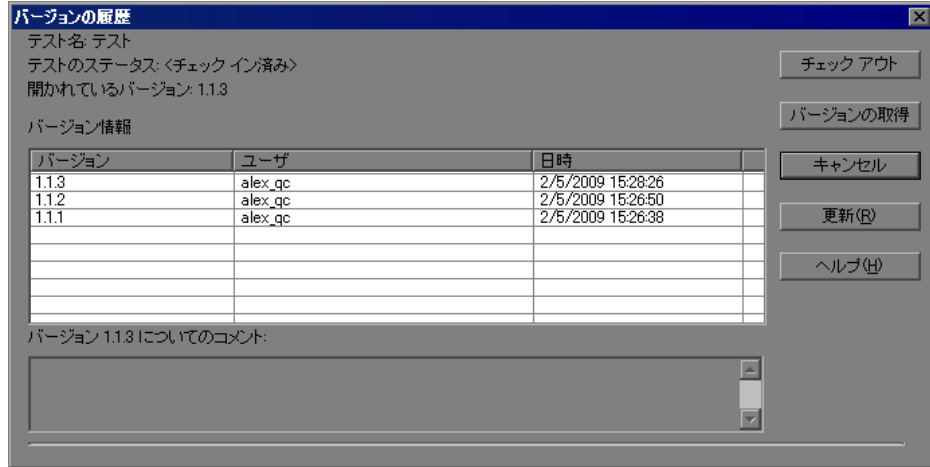 バージョンの履歴
テスト名: テスト
テストのステータス: <チェック イン済み>
開かれているバージョン: 1.1.3
チェック アウト
バージョンの取得
キャンセル
更新(R)
ヘルプ(H)
バージョン情報
バージョン ユーザ 日時
1.1.3 alex_qc 2/5/2009 15:28:26
1.1.2 alex_qc 2/5/2009 15:26:50
1.1.1 alex_qc 2/5/2009 15:26:38
バージョン 1.1.3 についてのコメント: